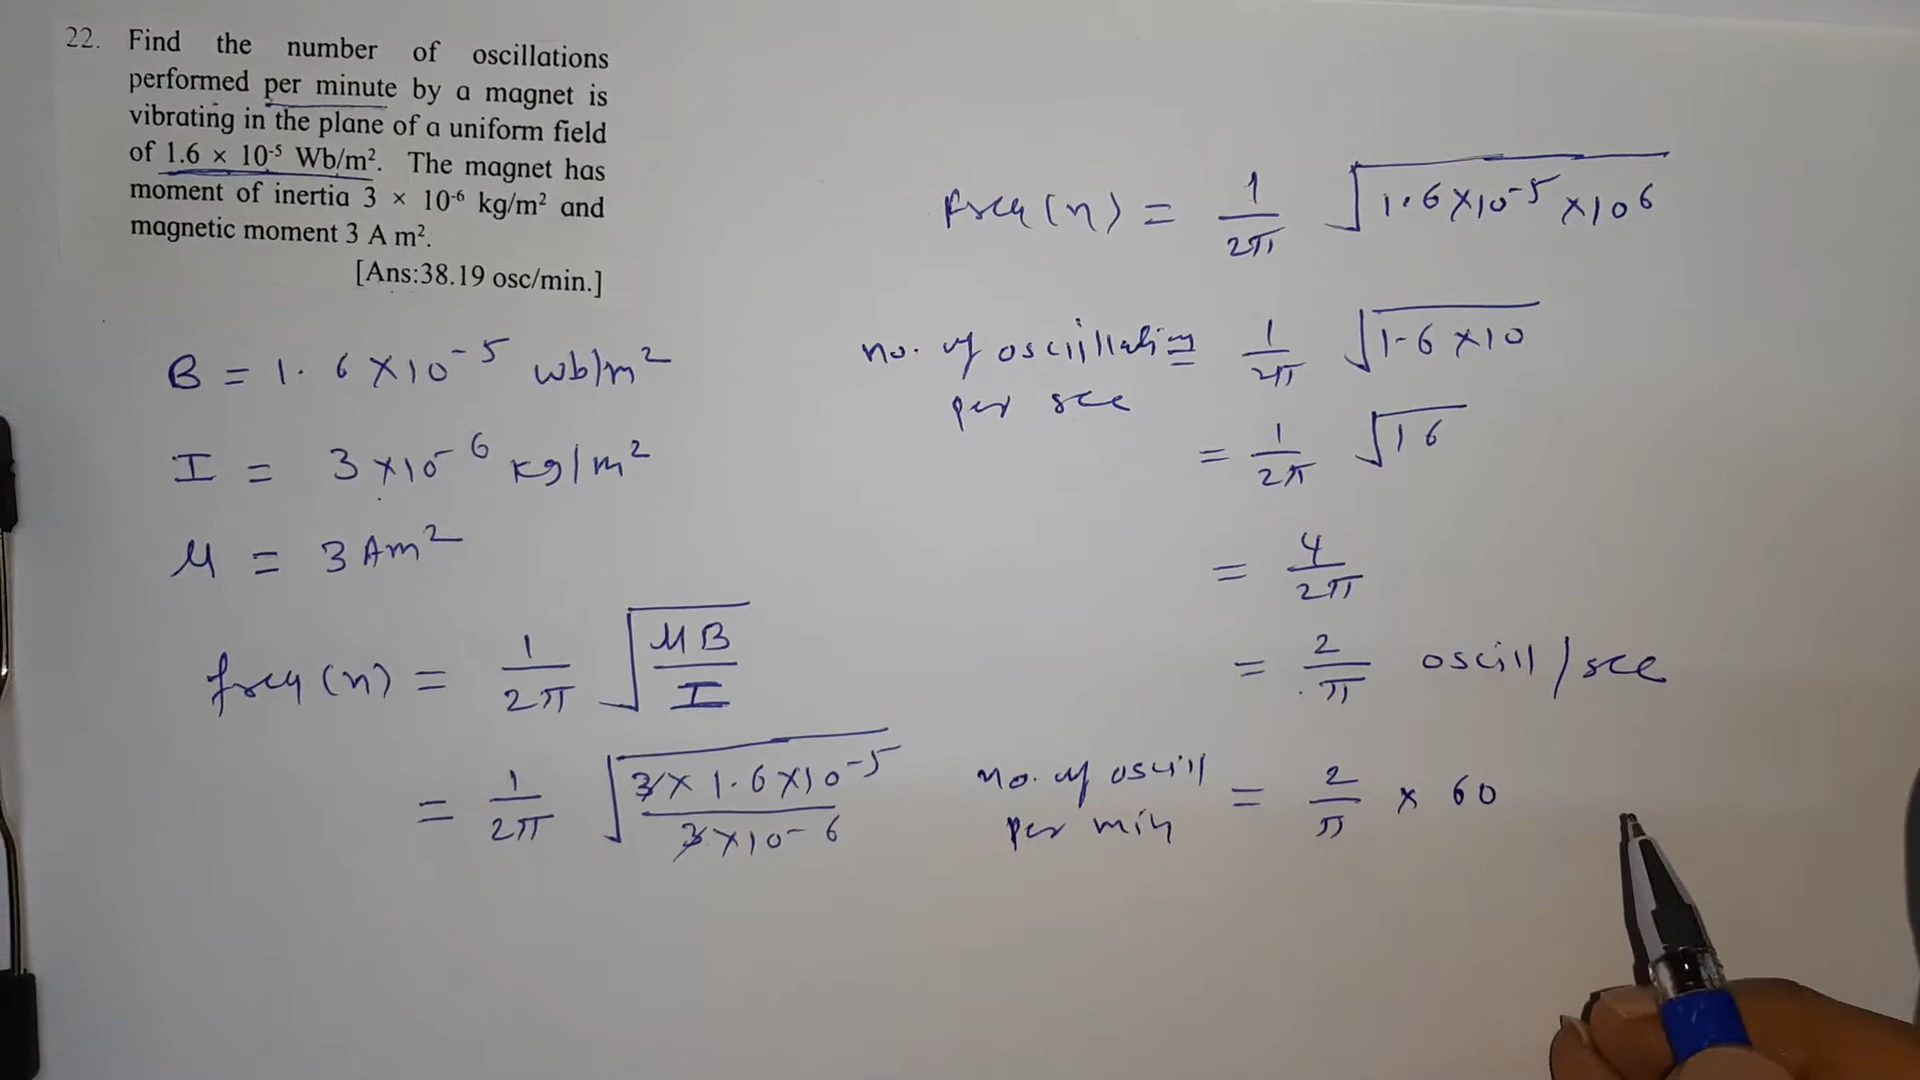 22. Find the number of oscillations
performed per minute by a magnet is
vibrating in the plane of a uniform field
of 1.6 × 10⁻⁵ Wb/m². The magnet has
moment of inertia 3 × 10⁻⁶ kg/m² and
magnetic moment 3 A m².
[Ans:38.19 osc/min.]
B = 1.6 × 10⁻⁵ wb/m²
I = 3 × 10⁻⁶ kg/m²
M = 3 Am²
freq (n) = 1/2π √(MB/I)
= 1/2π √(3 × 1.6 × 10⁻⁵ / 3 × 10⁻⁶)
freq (n) = 1/2π √(1.6 × 10⁻⁵ × 10⁶)
no. of oscillation = 1/2π √(1.6 × 10)
per sec
= 1/2π √16
= 4/2π
= 2/π oscill/sec
no. of oscill = 2/π × 60
per min